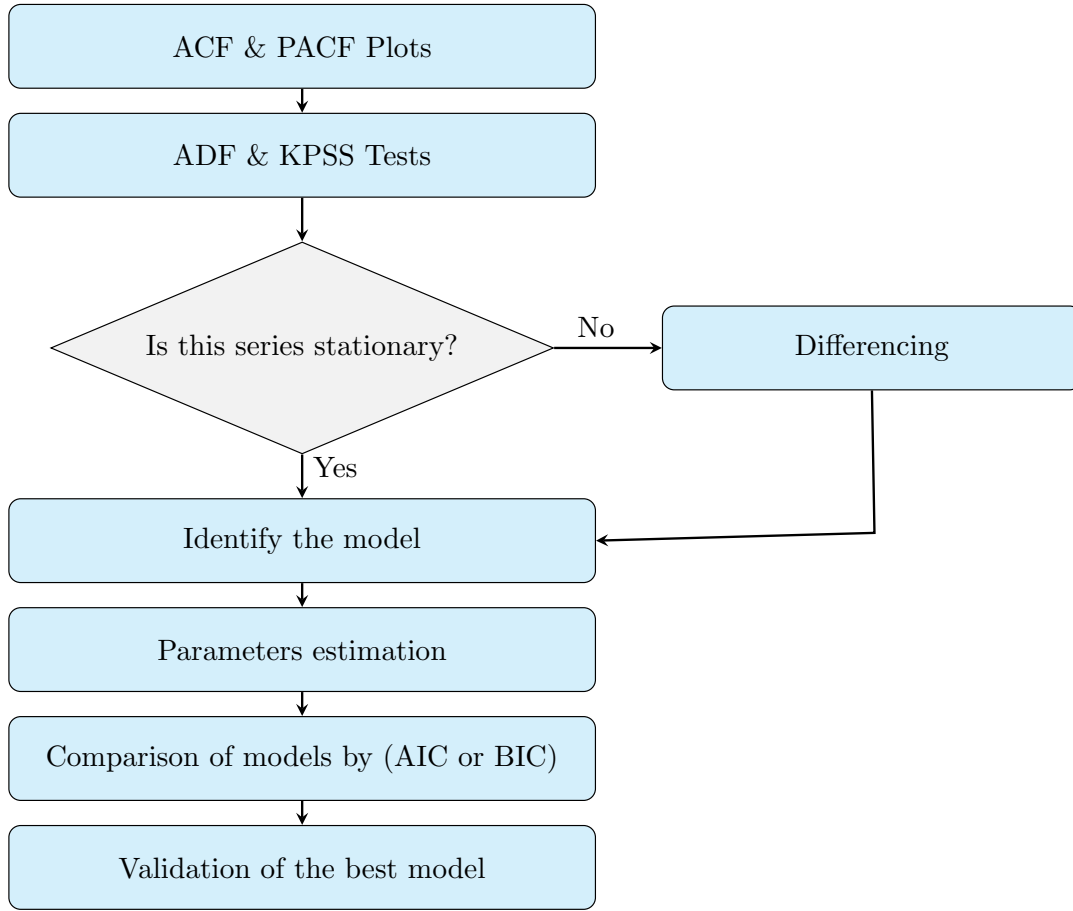 ACF & PACF Plots
ADF & KPSS Tests
Is this series stationary?
No
Differencing
Yes
Identify the model
Parameters estimation
Comparison of models by (AIC or BIC)
Validation of the best model